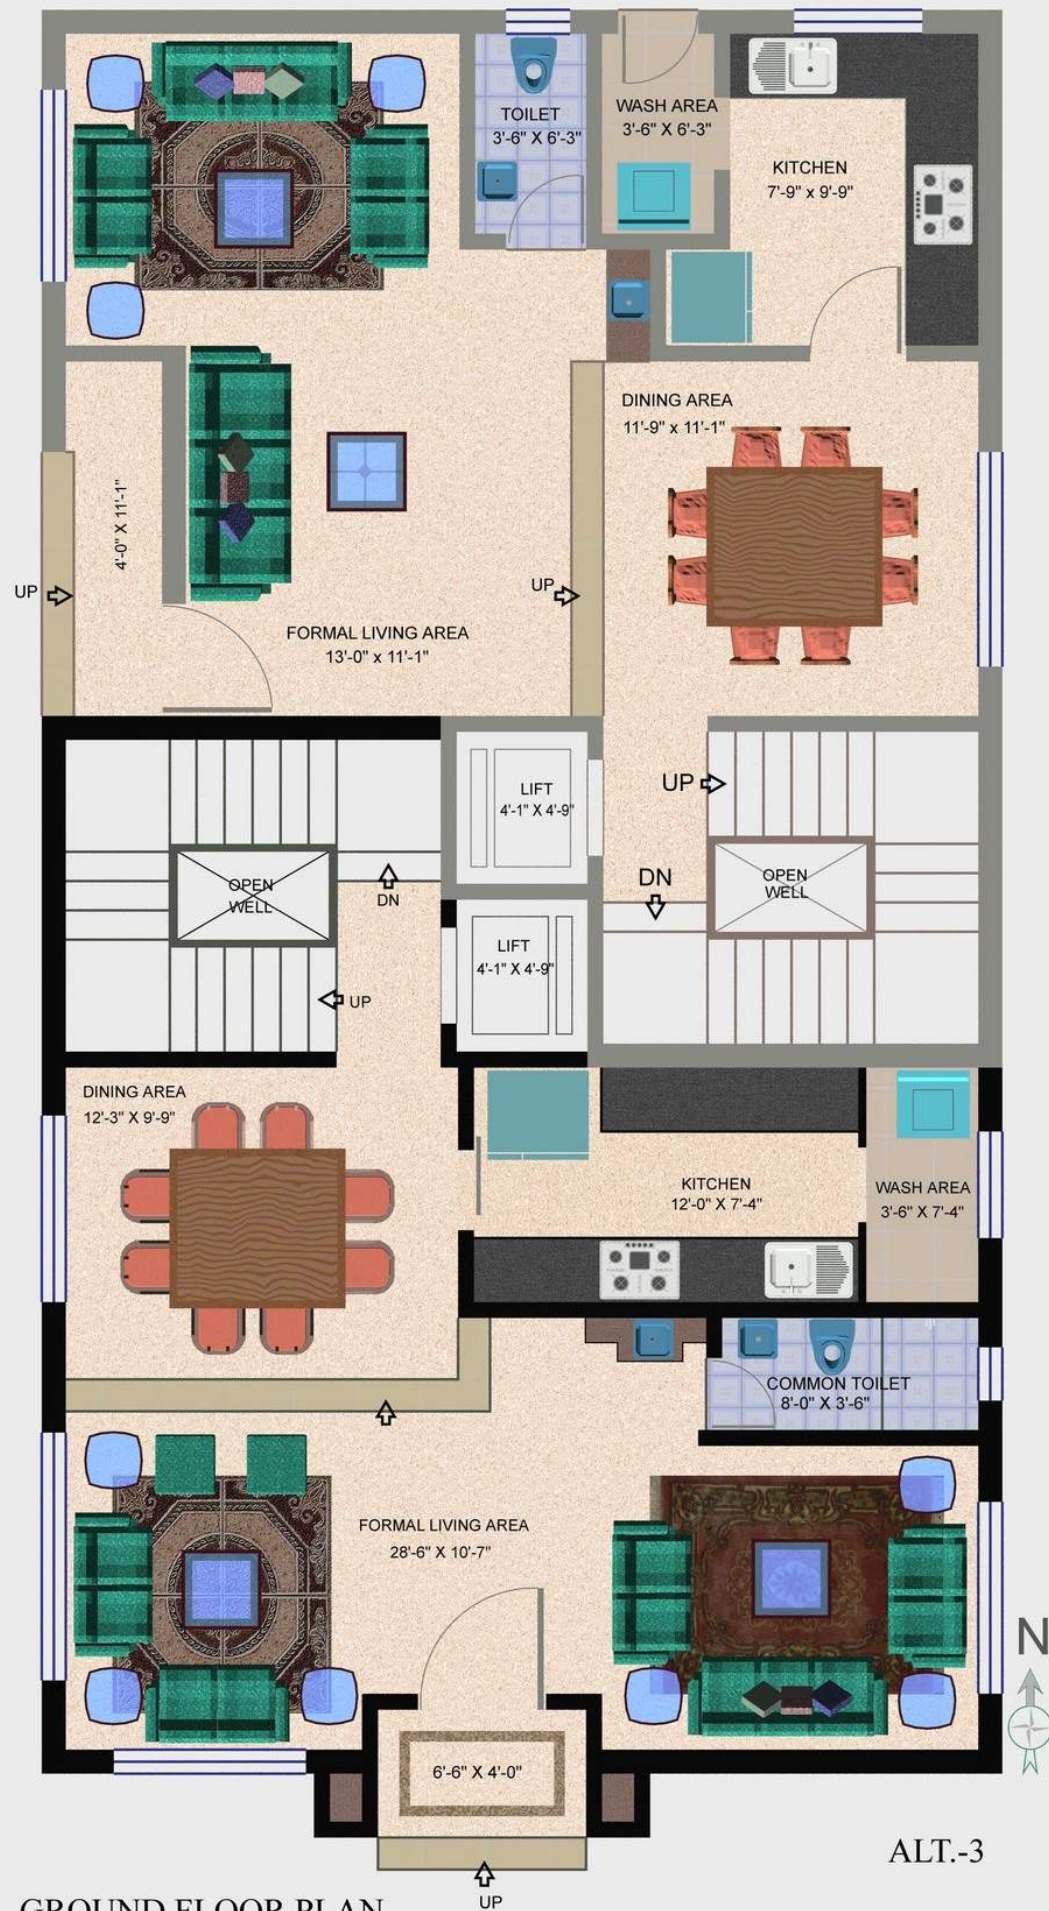 TOILET
3'-6" X 6'-3"
WASH AREA
3'-6" X 6'-3"
KITCHEN
7'-9" x 9'-9"
DINING AREA
11'-9" x 11'-1"
4'-0" X 11'-1"
UP
UP
FORMAL LIVING AREA
13'-0" x 11'-1"
LIFT
4'-1" X 4'-9"
UP
OPEN
WELL
DN
OPEN
WELL
DN
LIFT
4'-1" X 4'-9"
UP
DINING AREA
12'-3" X 9'-9"
KITCHEN
12'-0" X 7'-4"
WASH AREA
3'-6" X 7'-4"
COMMON TOILET
8'-0" X 3'-6"
FORMAL LIVING AREA
28'-6" X 10'-7"
N
6'-6" X 4'-0"
ALT.-3
UP
GROUND FLOOR PLAN